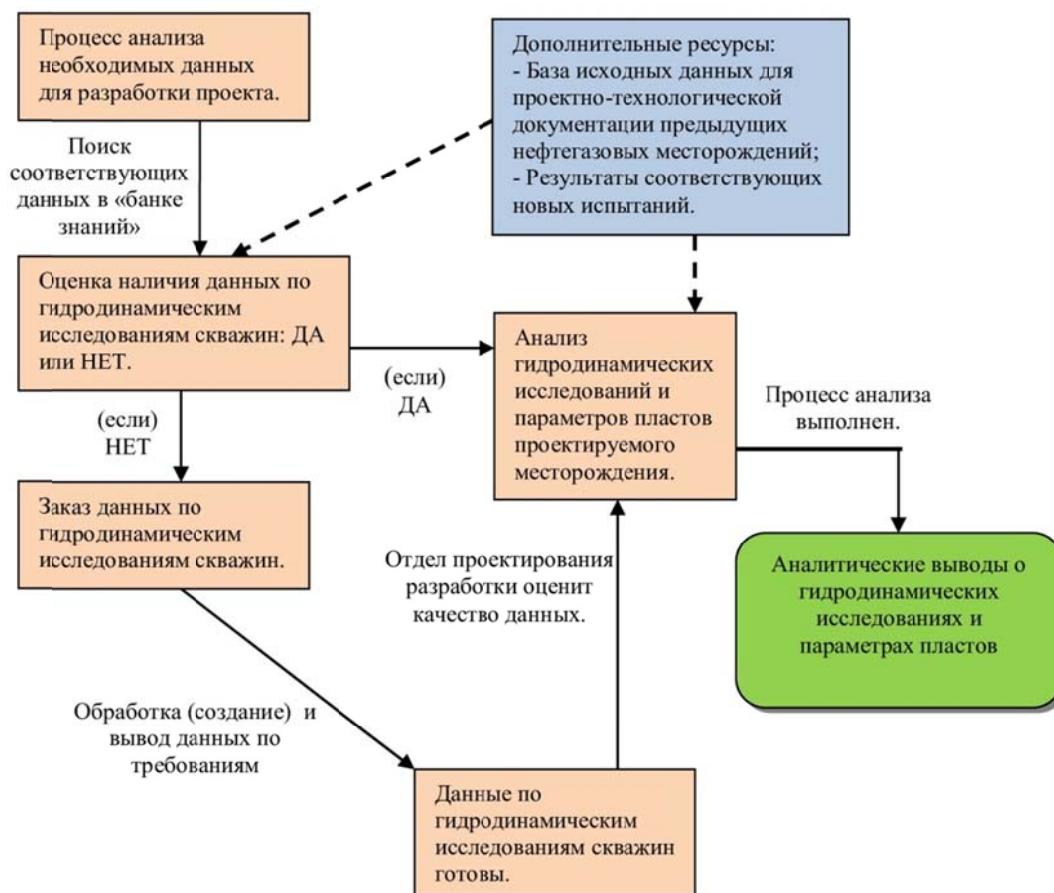 Процесс анализа
необходимых данных
для разработки проекта.
Дополнительные ресурсы:
- База исходных данных для
проектно-технологической
документации предыдущих
нефтегазовых месторождений;
- Результаты соответствующих
новых испытаний.
Поиск
соответствующих
данных в «банке
знаний»
Оценка наличия данных по
гидродинамическим
исследованиям скважин: ДА
или НЕТ.
(если)
ДА
Анализ
гидродинамических
исследований и
параметров пластов
проектируемого
месторождения.
Процесс анализа
выполнен.
(если)
НЕТ
Заказ данных по
гидродинамическим
исследованиям скважин.
Отдел проектирования
разработки оценит
качество данных.
Аналитические выводы о
гидродинамических
исследованиях и
параметрах пластов
Обработка (создание) и
вывод данных по
требованиям
Данные по
гидродинамическим
исследованиям скважин
готовы.